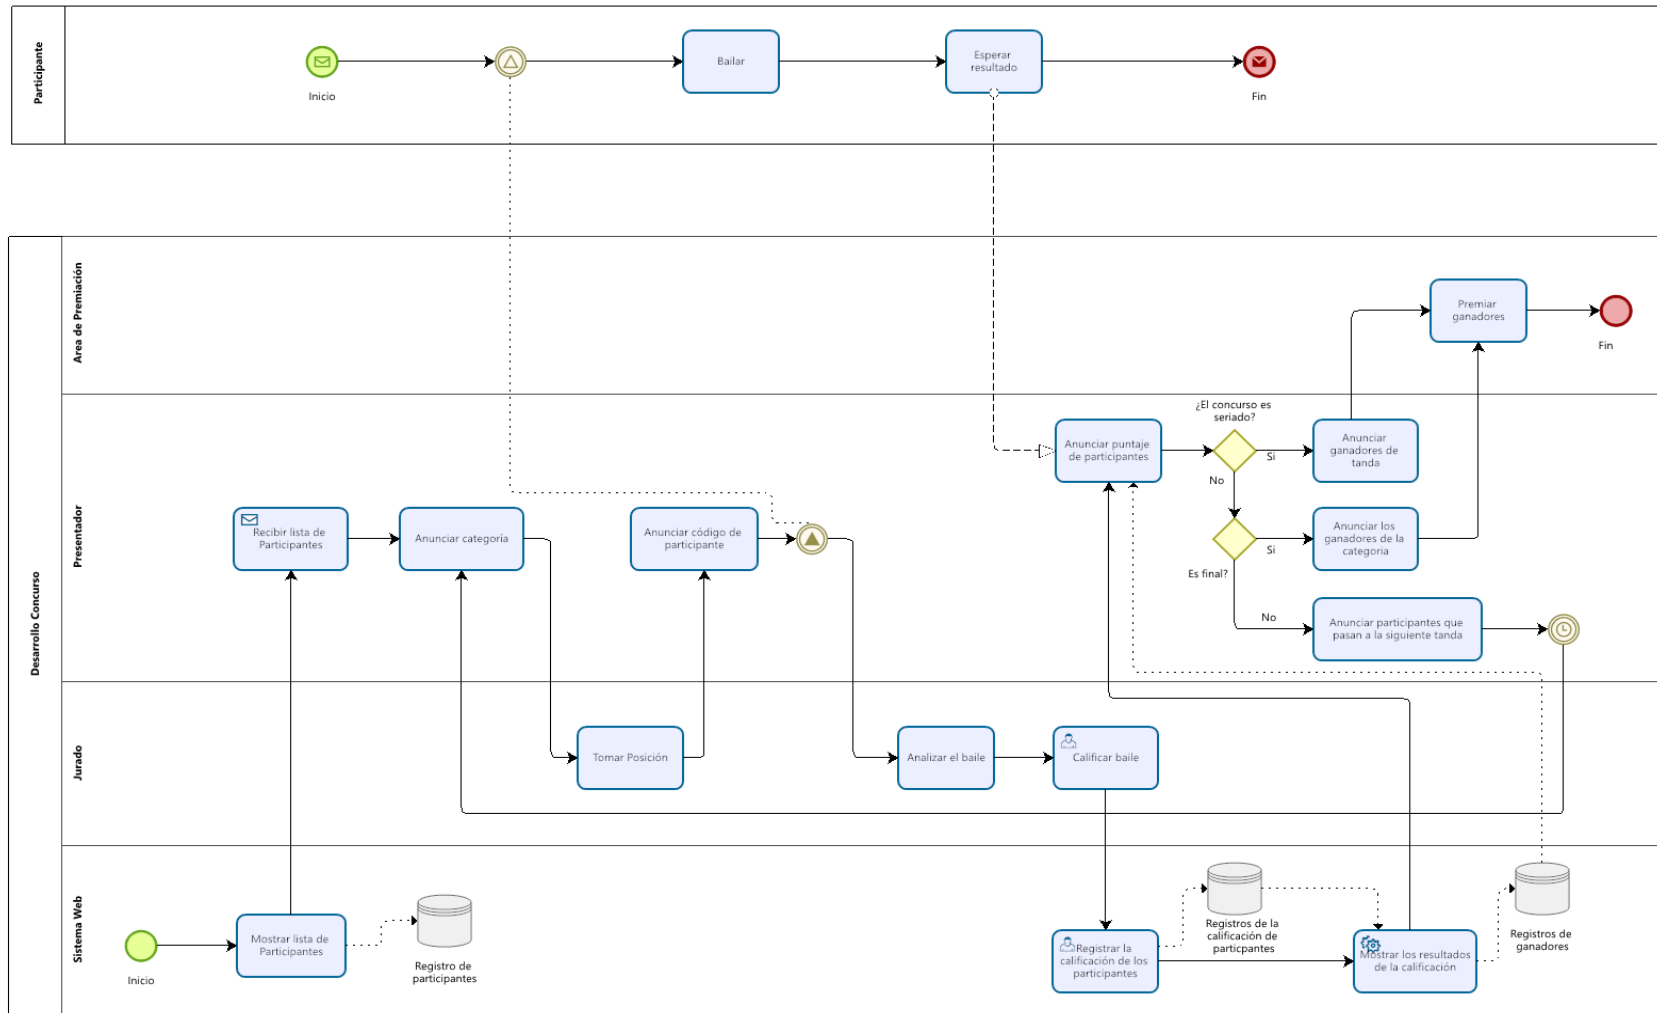 Participante
Inicio
Bailar
Esperar
resultado
Fin
Desarrollo Concurso
Area de Premiación
Premiar
ganadores
Fin
Presentador
Recibir lista de
Participantes
Anunciar categoria
Anunciar código de
participante
Anunciar puntaje
de participantes
¿El concurso es
seriado?
Si
No
Anunciar
ganadores de
tanda
Es final?
Si
No
Anunciar los
ganadores de la
categoria
Anunciar participantes que
pasan a la siguiente tanda
Jurado
Tomar Posición
Analizar el baile
Calificar baile
Sistema Web
Inicio
Mostrar lista de
Participantes
Registro de
participantes
Registrar la
calificación de los
participantes
Registros de la
calificación de
particpantes
Mostrar los resultados
de la calificación
Registros de
ganadores